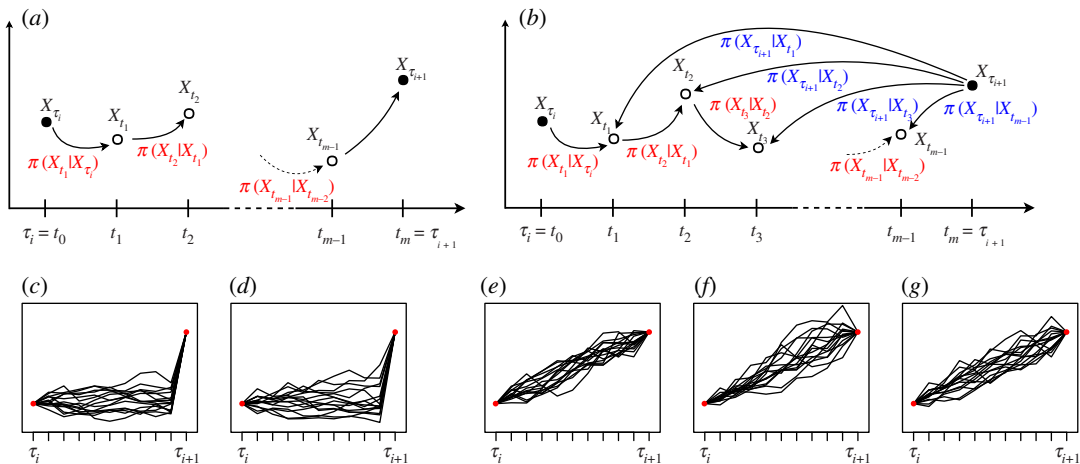 (a)
X_{τ_i}
X_{t_1}
X_{t_2}
X_{t_{m–1}}
X_{τ_{i+1}}
π (X_{t_1}|X_{τ_i})
π (X_{t_2}|X_{t_1})
π (X_{t_{m–1}}|X_{t_{m–2}})
τ_i = t_0
t_1
t_2
t_{m–1}
t_m = τ_{i+1}
(b)
π (X_{τ_{i+1}}|X_{t_1})
X_{t_2}
π (X_{τ_{i+1}}|X_{t_2})
X_{τ_{i+1}}
X_{τ_i}
X_{t_1}
π (X_{t_3}|X_{t_2})
π (X_{τ_{i+1}}|X_{t_3})
π (X_{τ_{i+1}}|X_{t_{m–1}})
X_{t_3}
X_{t_{m–1}}
π (X_{t_1}|X_{τ_i})
π (X_{t_2}|X_{t_1})
π (X_{t_{m–1}}|X_{t_{m–2}})
τ_i = t_0
t_1
t_2
t_3
t_{m–1}
t_m = τ_{i+1}
(c)
τ_i
τ_{i+1}
(d)
τ_i
τ_{i+1}
(e)
τ_i
τ_{i+1}
(f)
τ_i
τ_{i+1}
(g)
τ_i
τ_{i+1}